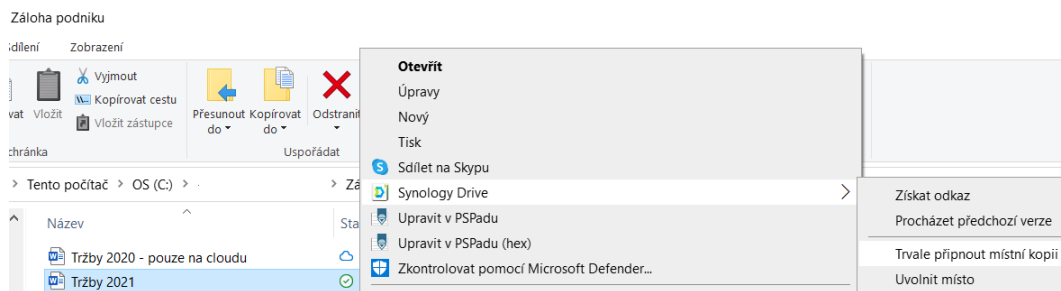 Záloha podniku
Sdílení Zobrazení
Vyjmout
Kopírovat cestu
Vložit zástupce
vat Vložit
Přesunout do
Kopírovat do
Odstranit
chránka
Uspořádat
Tento počítač > OS (C:) > > Zá
Název Sta
Tržby 2020 - pouze na cloudu
Tržby 2021
Otevřít
Úpravy
Nový
Tisk
Sdílet na Skypu
Synology Drive
Upravit v PSPadu
Upravit v PSPadu (hex)
Zkontrolovat pomocí Microsoft Defender...
Získat odkaz
Procházet předchozí verze
Trvale připnout místní kopii
Uvolnit místo